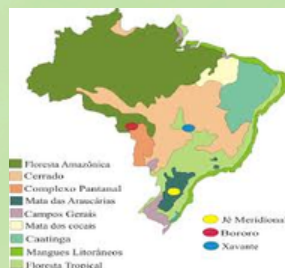 Floresta Amazônica
Cerrado
Complexo Pantanal
Mata das Araucárias
Campos Gerais
Mata dos cocais
Caatinga
Mangues Litorâneos
Floresta Tropical
Jê Meridional
Bororo
Xavante